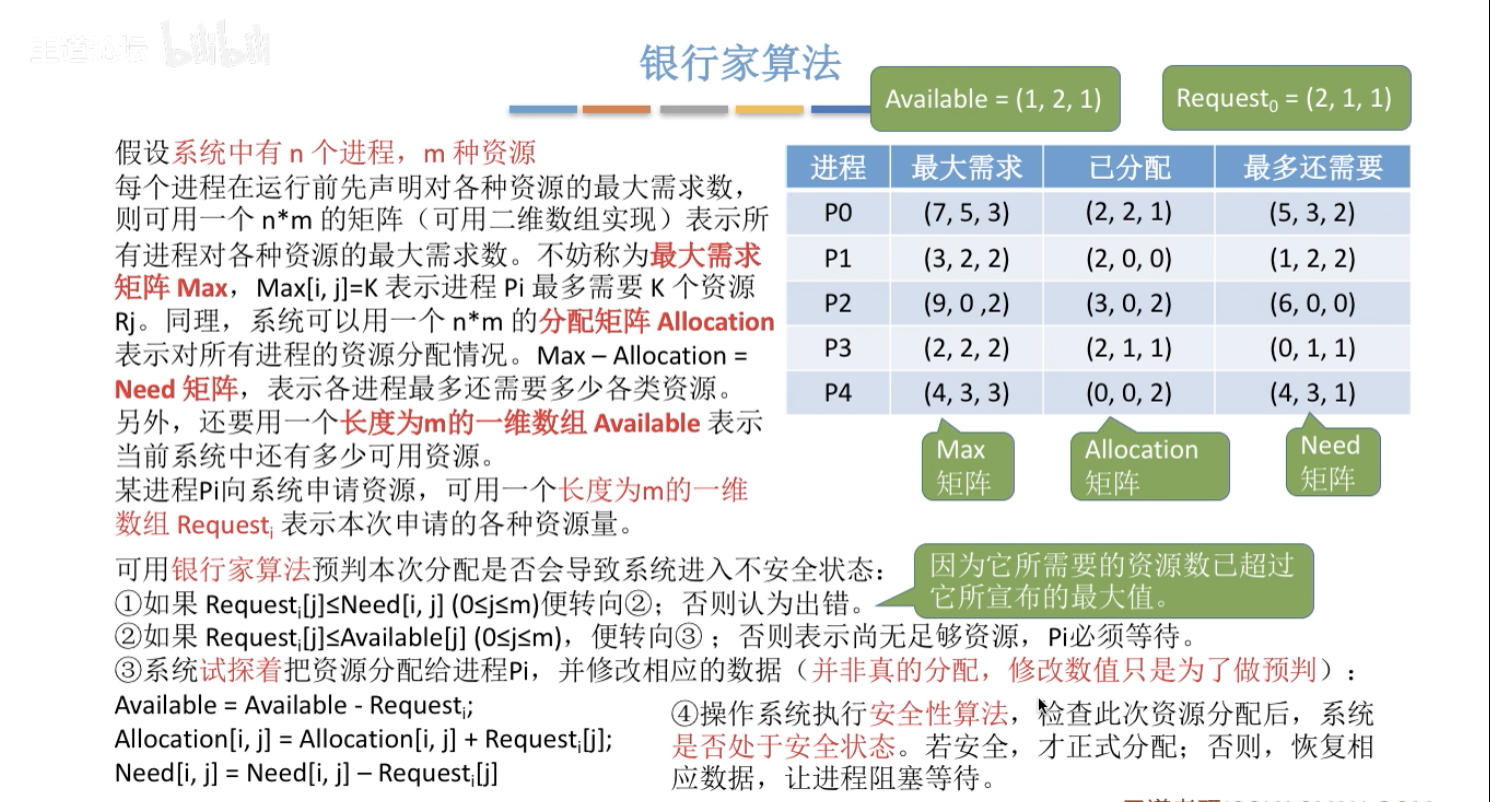 王道论坛 bilibili
银行家算法
Available = (1, 2, 1)
Request₀ = (2, 1, 1)
假设系统中有 n 个进程，m 种资源
每个进程在运行前先声明对各种资源的最大需求数，
则可用一个 n*m 的矩阵（可用二维数组实现）表示所
有进程对各种资源的最大需求数。不妨称为最大需求
矩阵 Max，Max[i, j]=K 表示进程 Pi 最多需要 K 个资源
Rj。同理，系统可以用一个 n*m 的分配矩阵 Allocation
表示对所有进程的资源分配情况。Max – Allocation =
Need 矩阵，表示各进程最多还需要多少各类资源。
另外，还要用一个长度为m的一维数组 Available 表示
当前系统中还有多少可用资源。
某进程Pi向系统申请资源，可用一个长度为m的一维
数组 Requestᵢ 表示本次申请的各种资源量。
进程 最大需求 已分配 最多还需要
P0 (7, 5, 3) (2, 2, 1) (5, 3, 2)
P1 (3, 2, 2) (2, 0, 0) (1, 2, 2)
P2 (9, 0 ,2) (3, 0, 2) (6, 0, 0)
P3 (2, 2, 2) (2, 1, 1) (0, 1, 1)
P4 (4, 3, 3) (0, 0, 2) (4, 3, 1)
Max
矩阵
Allocation
矩阵
Need
矩阵
可用银行家算法预判本次分配是否会导致系统进入不安全状态：
因为它所需要的资源数已超过
它所宣布的最大值。
①如果 Requestᵢ[j]≤Need[i, j] (0≤j≤m)便转向②；否则认为出错。
②如果 Requestᵢ[j]≤Available[j] (0≤j≤m)，便转向③ ；否则表示尚无足够资源，Pi必须等待。
③系统试探着把资源分配给进程Pi，并修改相应的数据（并非真的分配，修改数值只是为了做预判）：
Available = Available - Requestᵢ;
Allocation[i, j] = Allocation[i, j] + Requestᵢ[j];
Need[i, j] = Need[i, j] – Requestᵢ[j]
④操作系统执行安全性算法，检查此次资源分配后，系统
是否处于安全状态。若安全，才正式分配；否则，恢复相
应数据，让进程阻塞等待。